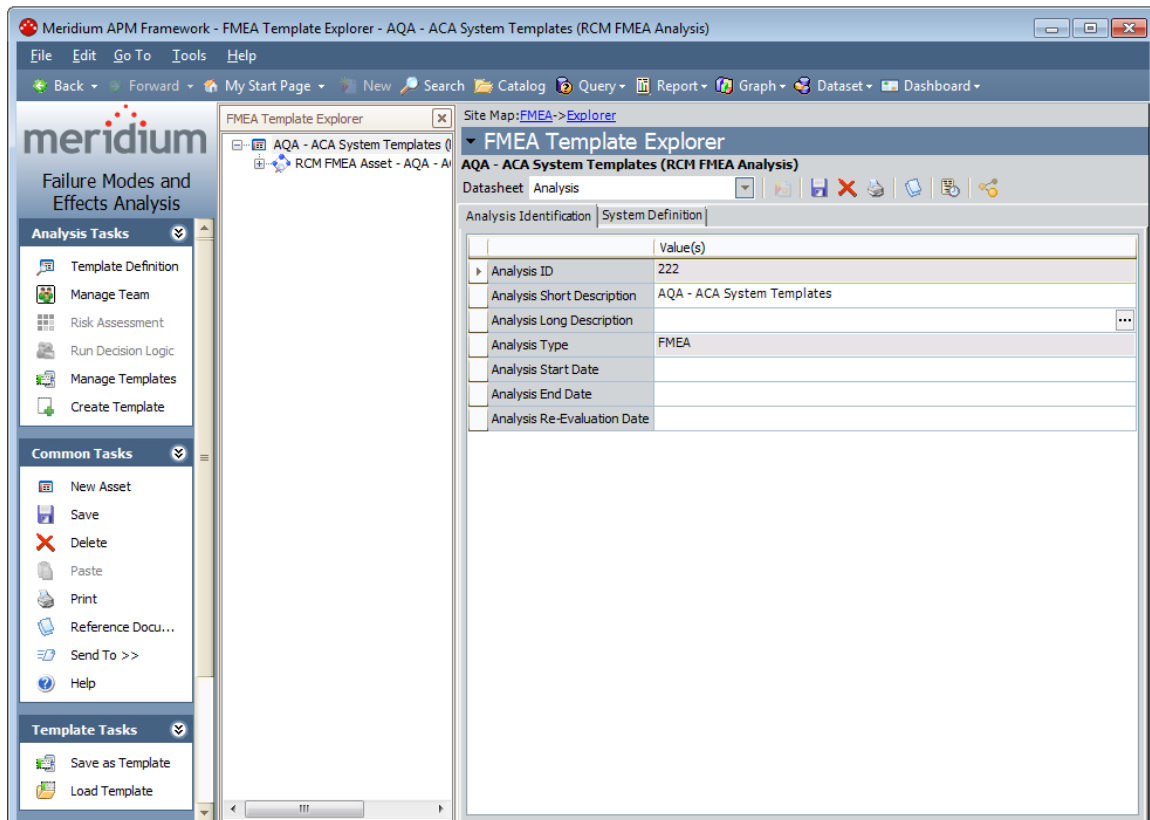 Meridium APM Framework - FMEA Template Explorer - AQA - ACA System Templates (RCM FMEA Analysis)
File Edit Go To Tools Help
Back Forward My Start Page New Search Catalog Query Report Graph Dataset Dashboard
meridium
Failure Modes and
Effects Analysis
Analysis Tasks
Template Definition
Manage Team
Risk Assessment
Run Decision Logic
Manage Templates
Create Template
Common Tasks
New Asset
Save
Delete
Paste
Print
Reference Docu...
Send To >>
Help
Template Tasks
Save as Template
Load Template
FMEA Template Explorer
AQA - ACA System Templates (
RCM FMEA Asset - AQA - A
Site Map:FMEA->Explorer
FMEA Template Explorer
AQA - ACA System Templates (RCM FMEA Analysis)
Datasheet Analysis
Analysis Identification System Definition
Value(s)
Analysis ID 222
Analysis Short Description AQA - ACA System Templates
Analysis Long Description ...
Analysis Type FMEA
Analysis Start Date
Analysis End Date
Analysis Re-Evaluation Date